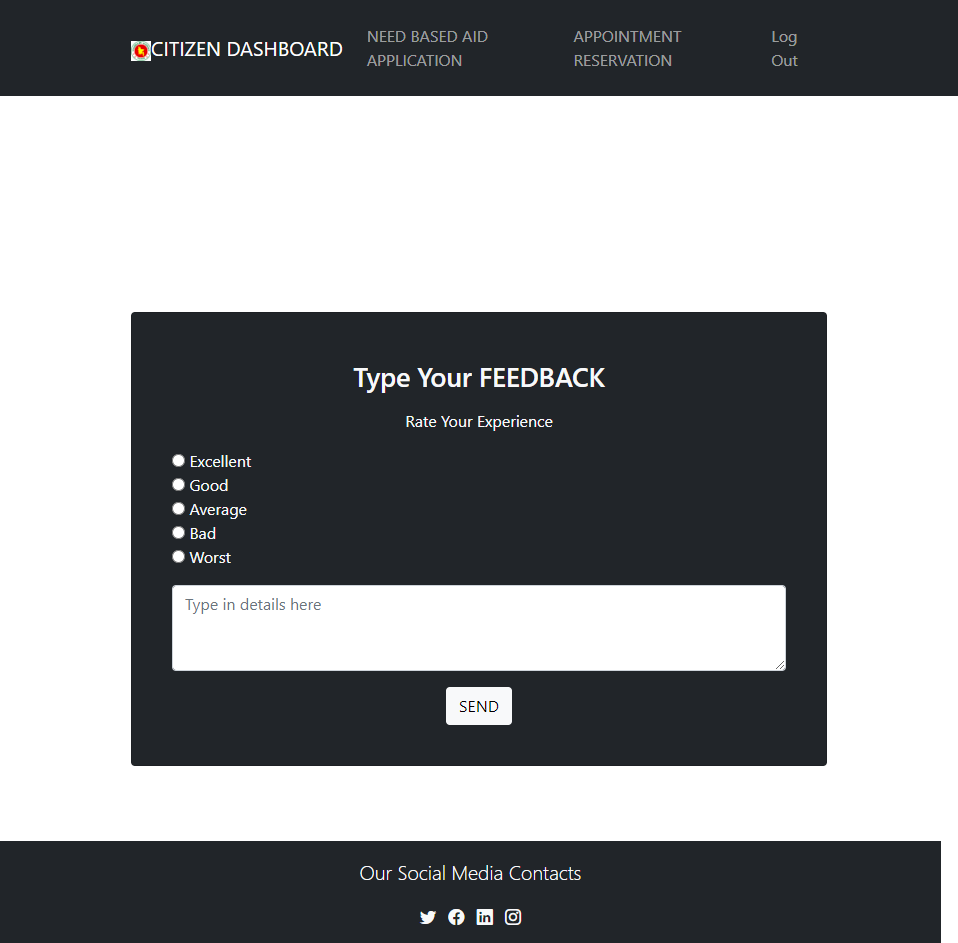 CITIZEN DASHBOARD
NEED BASED AID
APPLICATION
APPOINTMENT
RESERVATION
Log
Out
Type Your FEEDBACK
Rate Your Experience
Excellent
Good
Average
Bad
Worst
Type in details here
SEND
Our Social Media Contacts